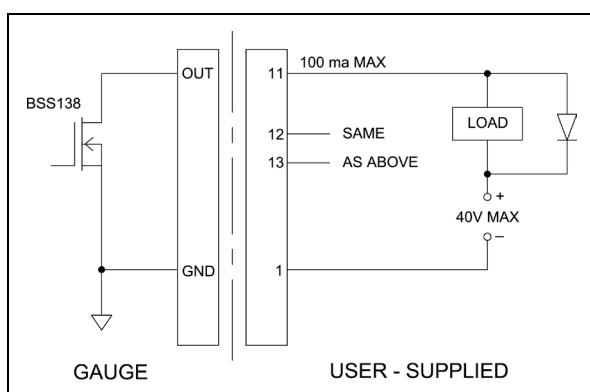 OUT
11
100 ma MAX
BSS138
LOAD
12
SAME
13
AS ABOVE
+
40V MAX
–
GND
1
GAUGE
USER - SUPPLIED